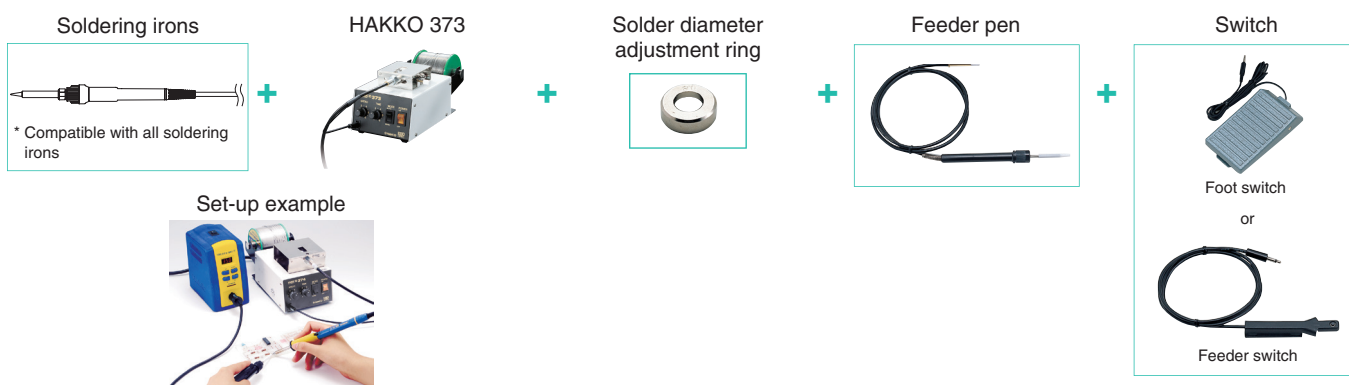 Soldering irons
HAKKO 373
Solder diameter
adjustment ring
Feeder pen
Switch
* Compatible with all soldering
irons
Foot switch
or
Feeder switch
Set-up example